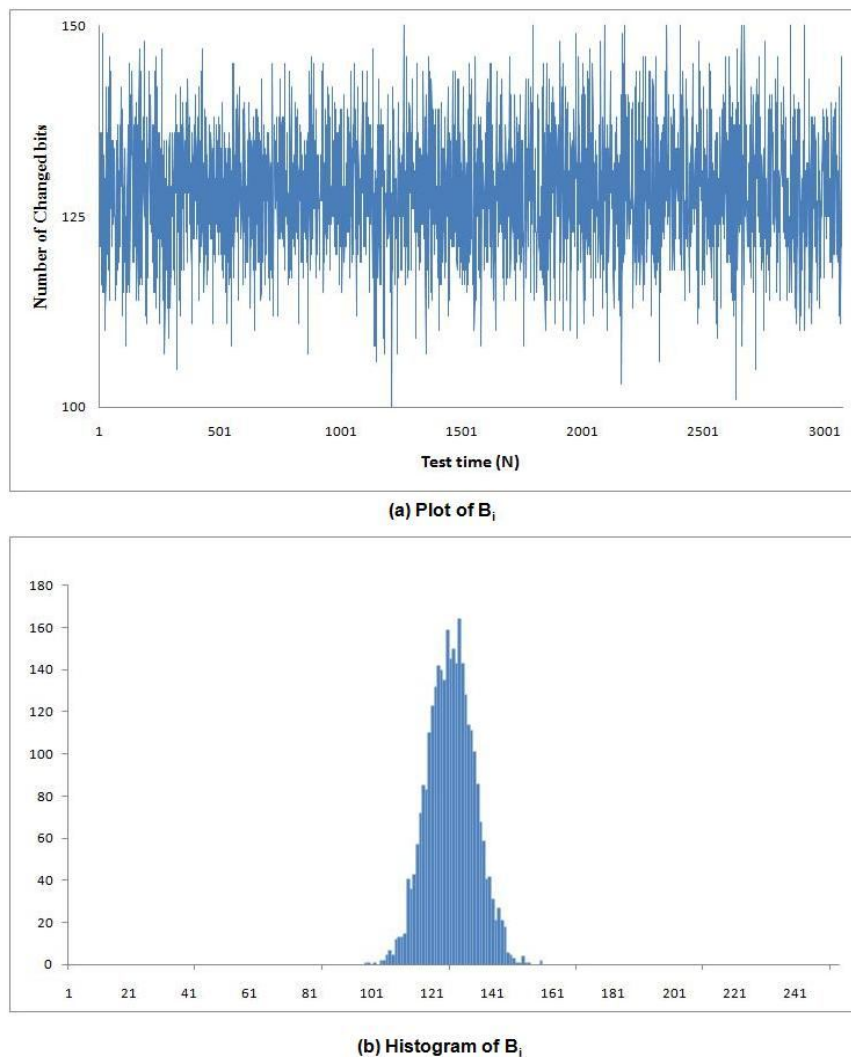 150
125
100
Number of Changed bits
1 501 1001 1501 2001 2501 3001
Test time (N)
(a) Plot of Bi
180
160
140
120
100
80
60
40
20
0
1 21 41 61 81 101 121 141 161 181 201 221 241
(b) Histogram of Bi